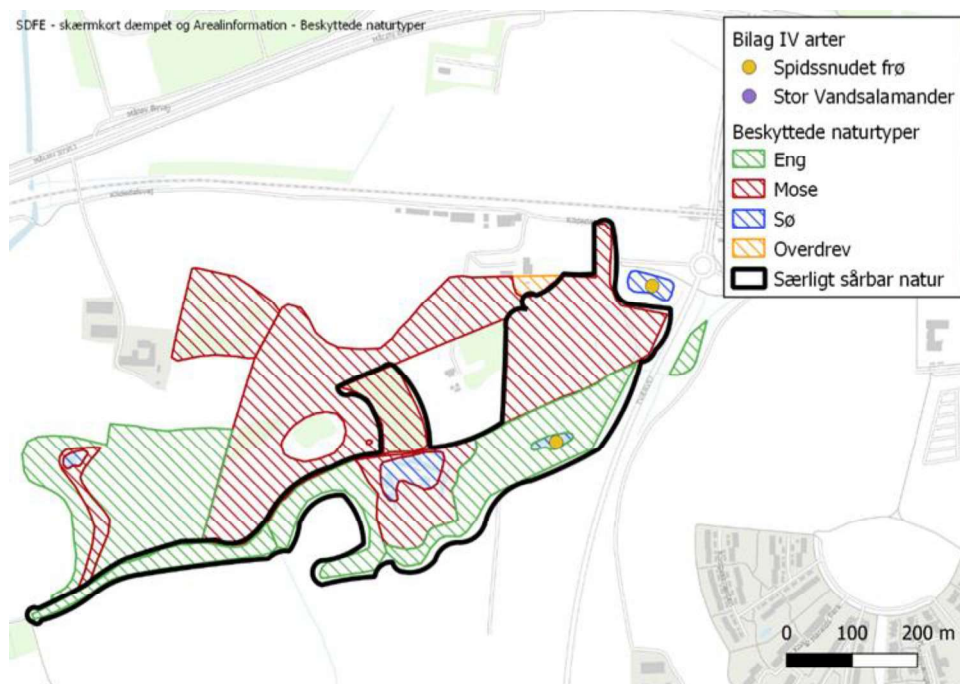 SDFE - skærmkort dæmpet og Arealinformation - Beskyttede naturtyper
Bilag IV arter
Spidssnudet frø
Stor Vandsalamander
Beskyttede naturtyper
Eng
Mose
Sø
Overdrev
Særligt sårbar natur
0 100 200 m